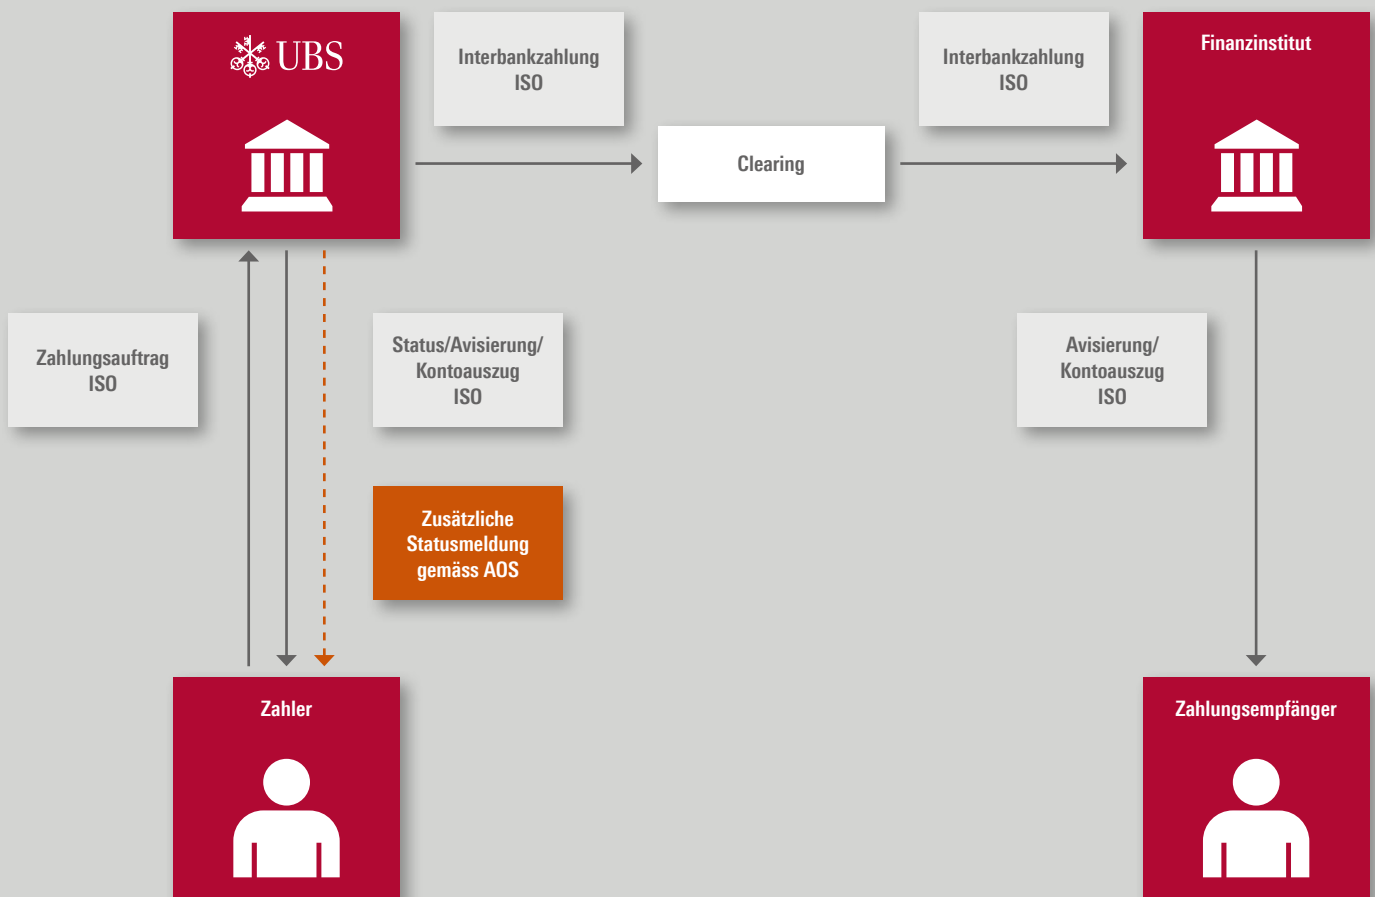 UBS
Interbankzahlung
ISO
Interbankzahlung
ISO
Finanzinstitut
Clearing
Zahlungsauftrag
ISO
Status/Avisierung/
Kontoauszug
ISO
Avisierung/
Kontoauszug
ISO
Zusätzliche
Statusmeldung
gemäss AOS
Zahler
Zahlungsempfänger